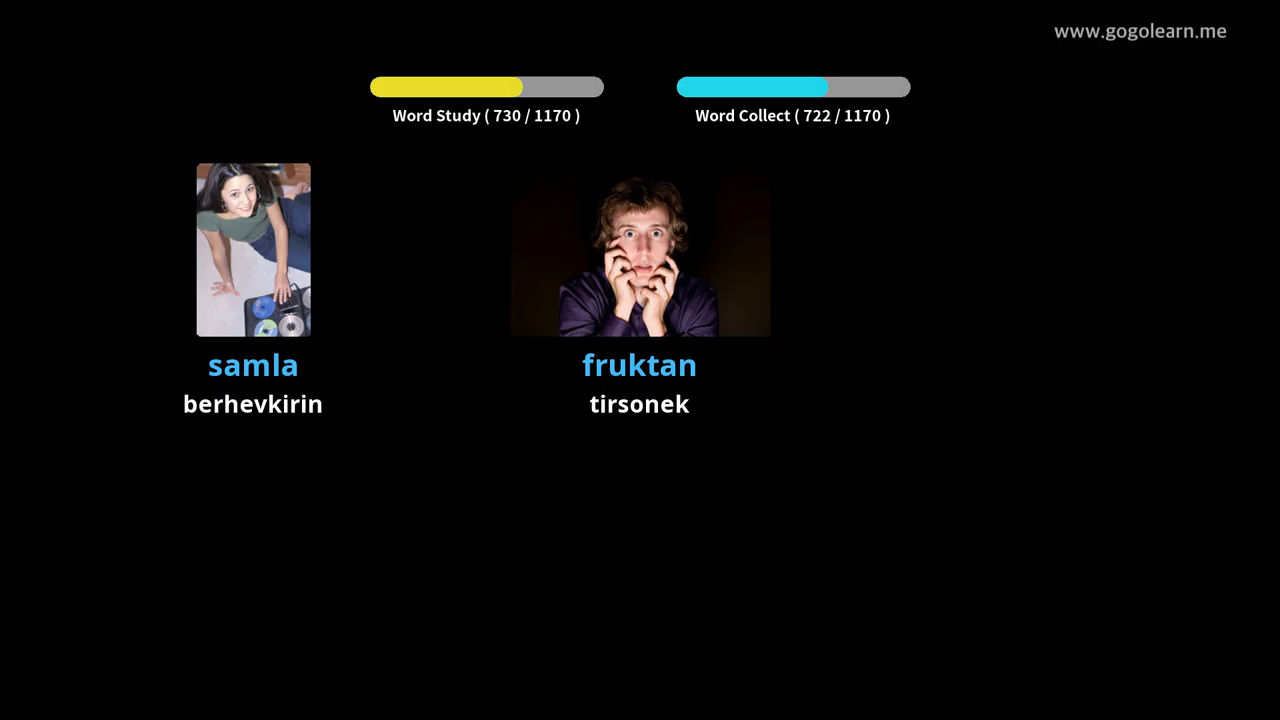 www.gogolearn.me
Word Study ( 730 / 1170 )
Word Collect ( 722 / 1170 )
samla
berhevkirin
fruktan
tirsonek